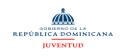 GOBIERNO DE LA
REPÚBLICA DOMINICANA
JUVENTUD